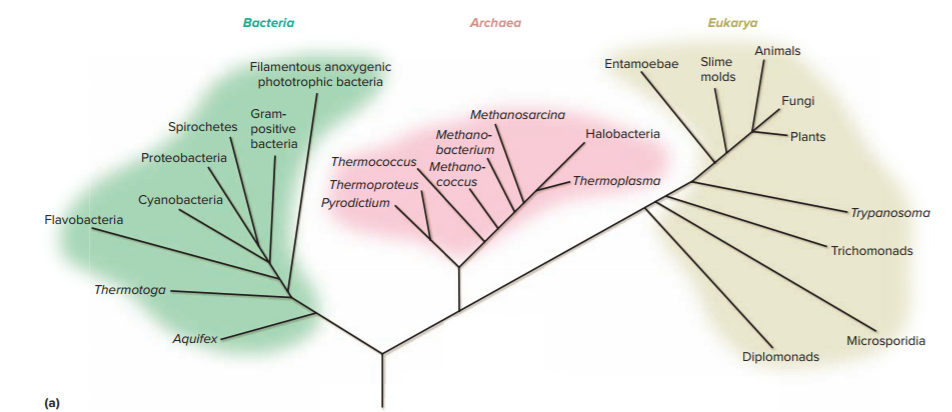 Bacteria
Archaea
Eukarya
Filamentous anoxygenic
phototrophic bacteria
Gram-
positive
bacteria
Spirochetes
Proteobacteria
Cyanobacteria
Flavobacteria
Thermotoga
Aquifex
Methanosarcina
Methano-
bacterium
Halobacteria
Thermococcus
Methano-
coccus
Thermoproteus
Thermoplasma
Pyrodictium
Entamoebae
Slime
molds
Animals
Fungi
Plants
Trypanosoma
Trichomonads
Microsporidia
Diplomonads
(a)